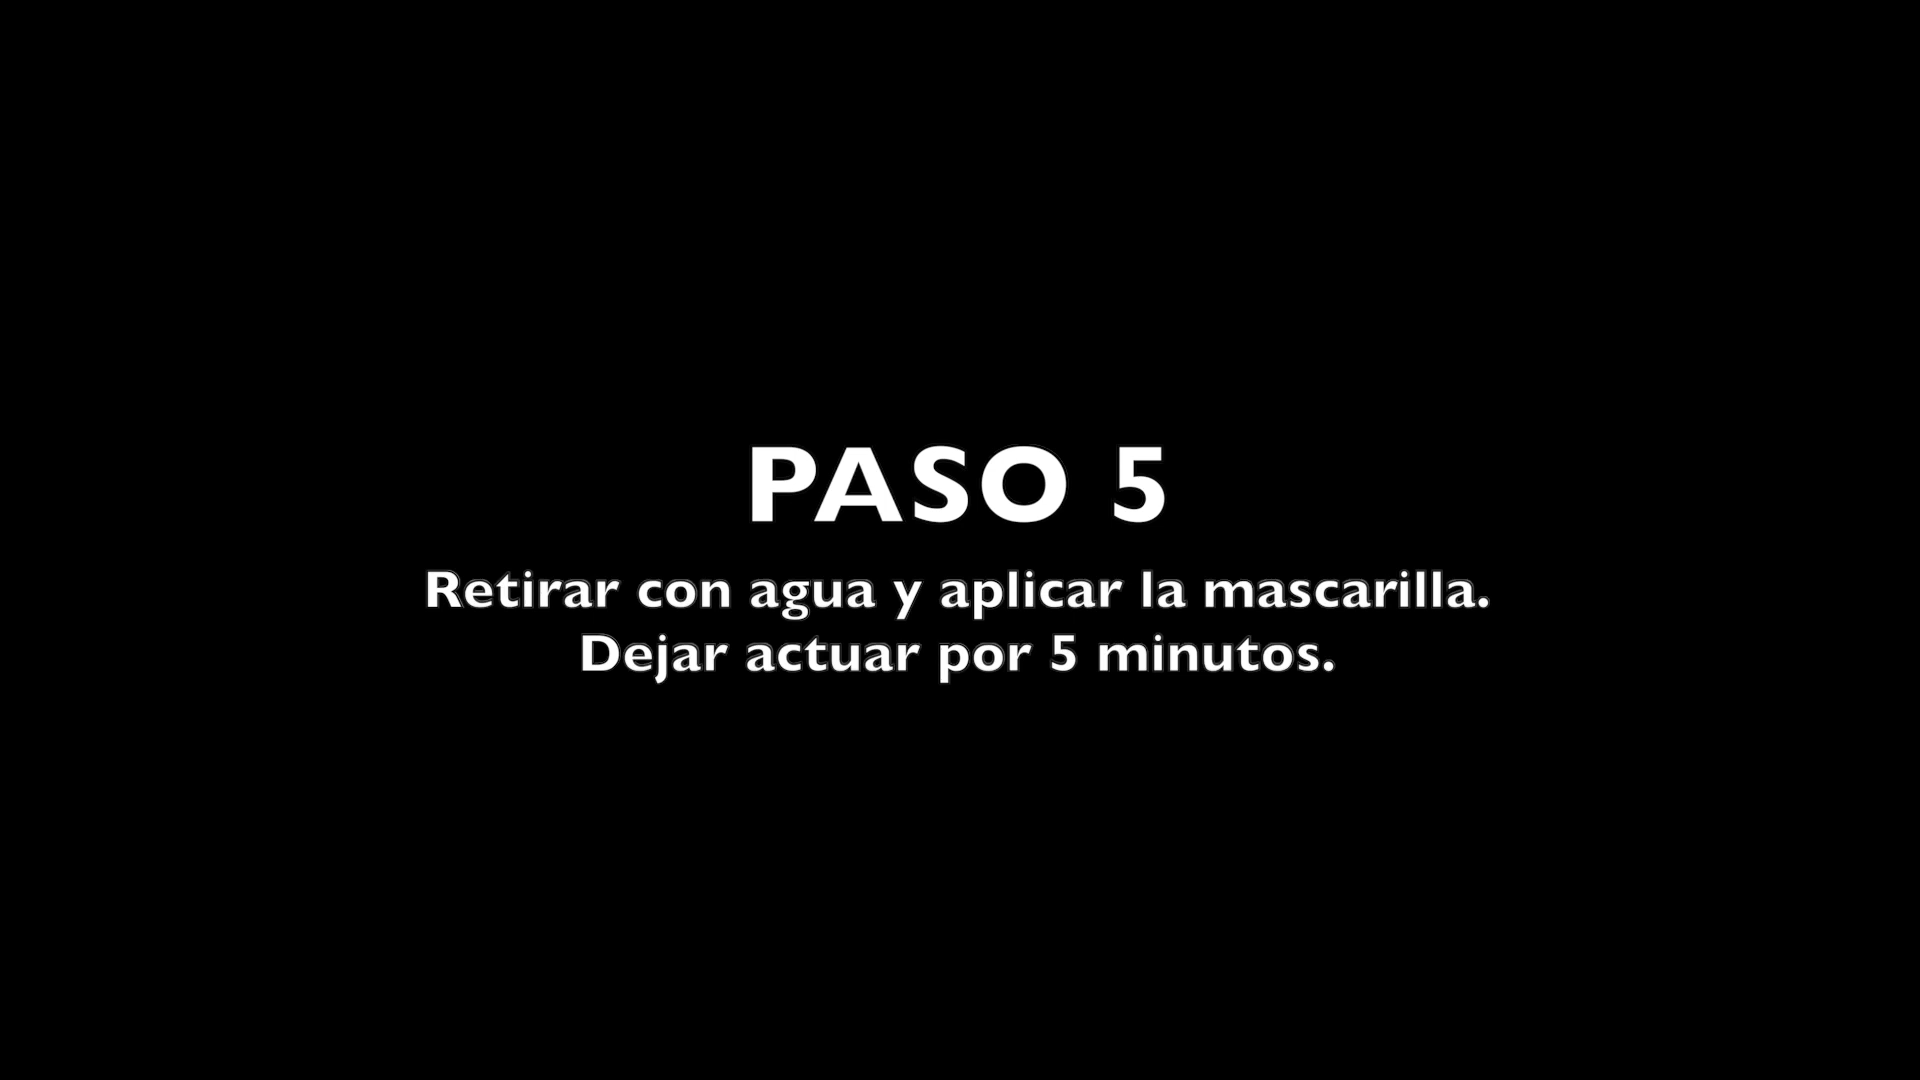 PASO 5
Retirar con agua y aplicar la mascarilla.
Dejar actuar por 5 minutos.